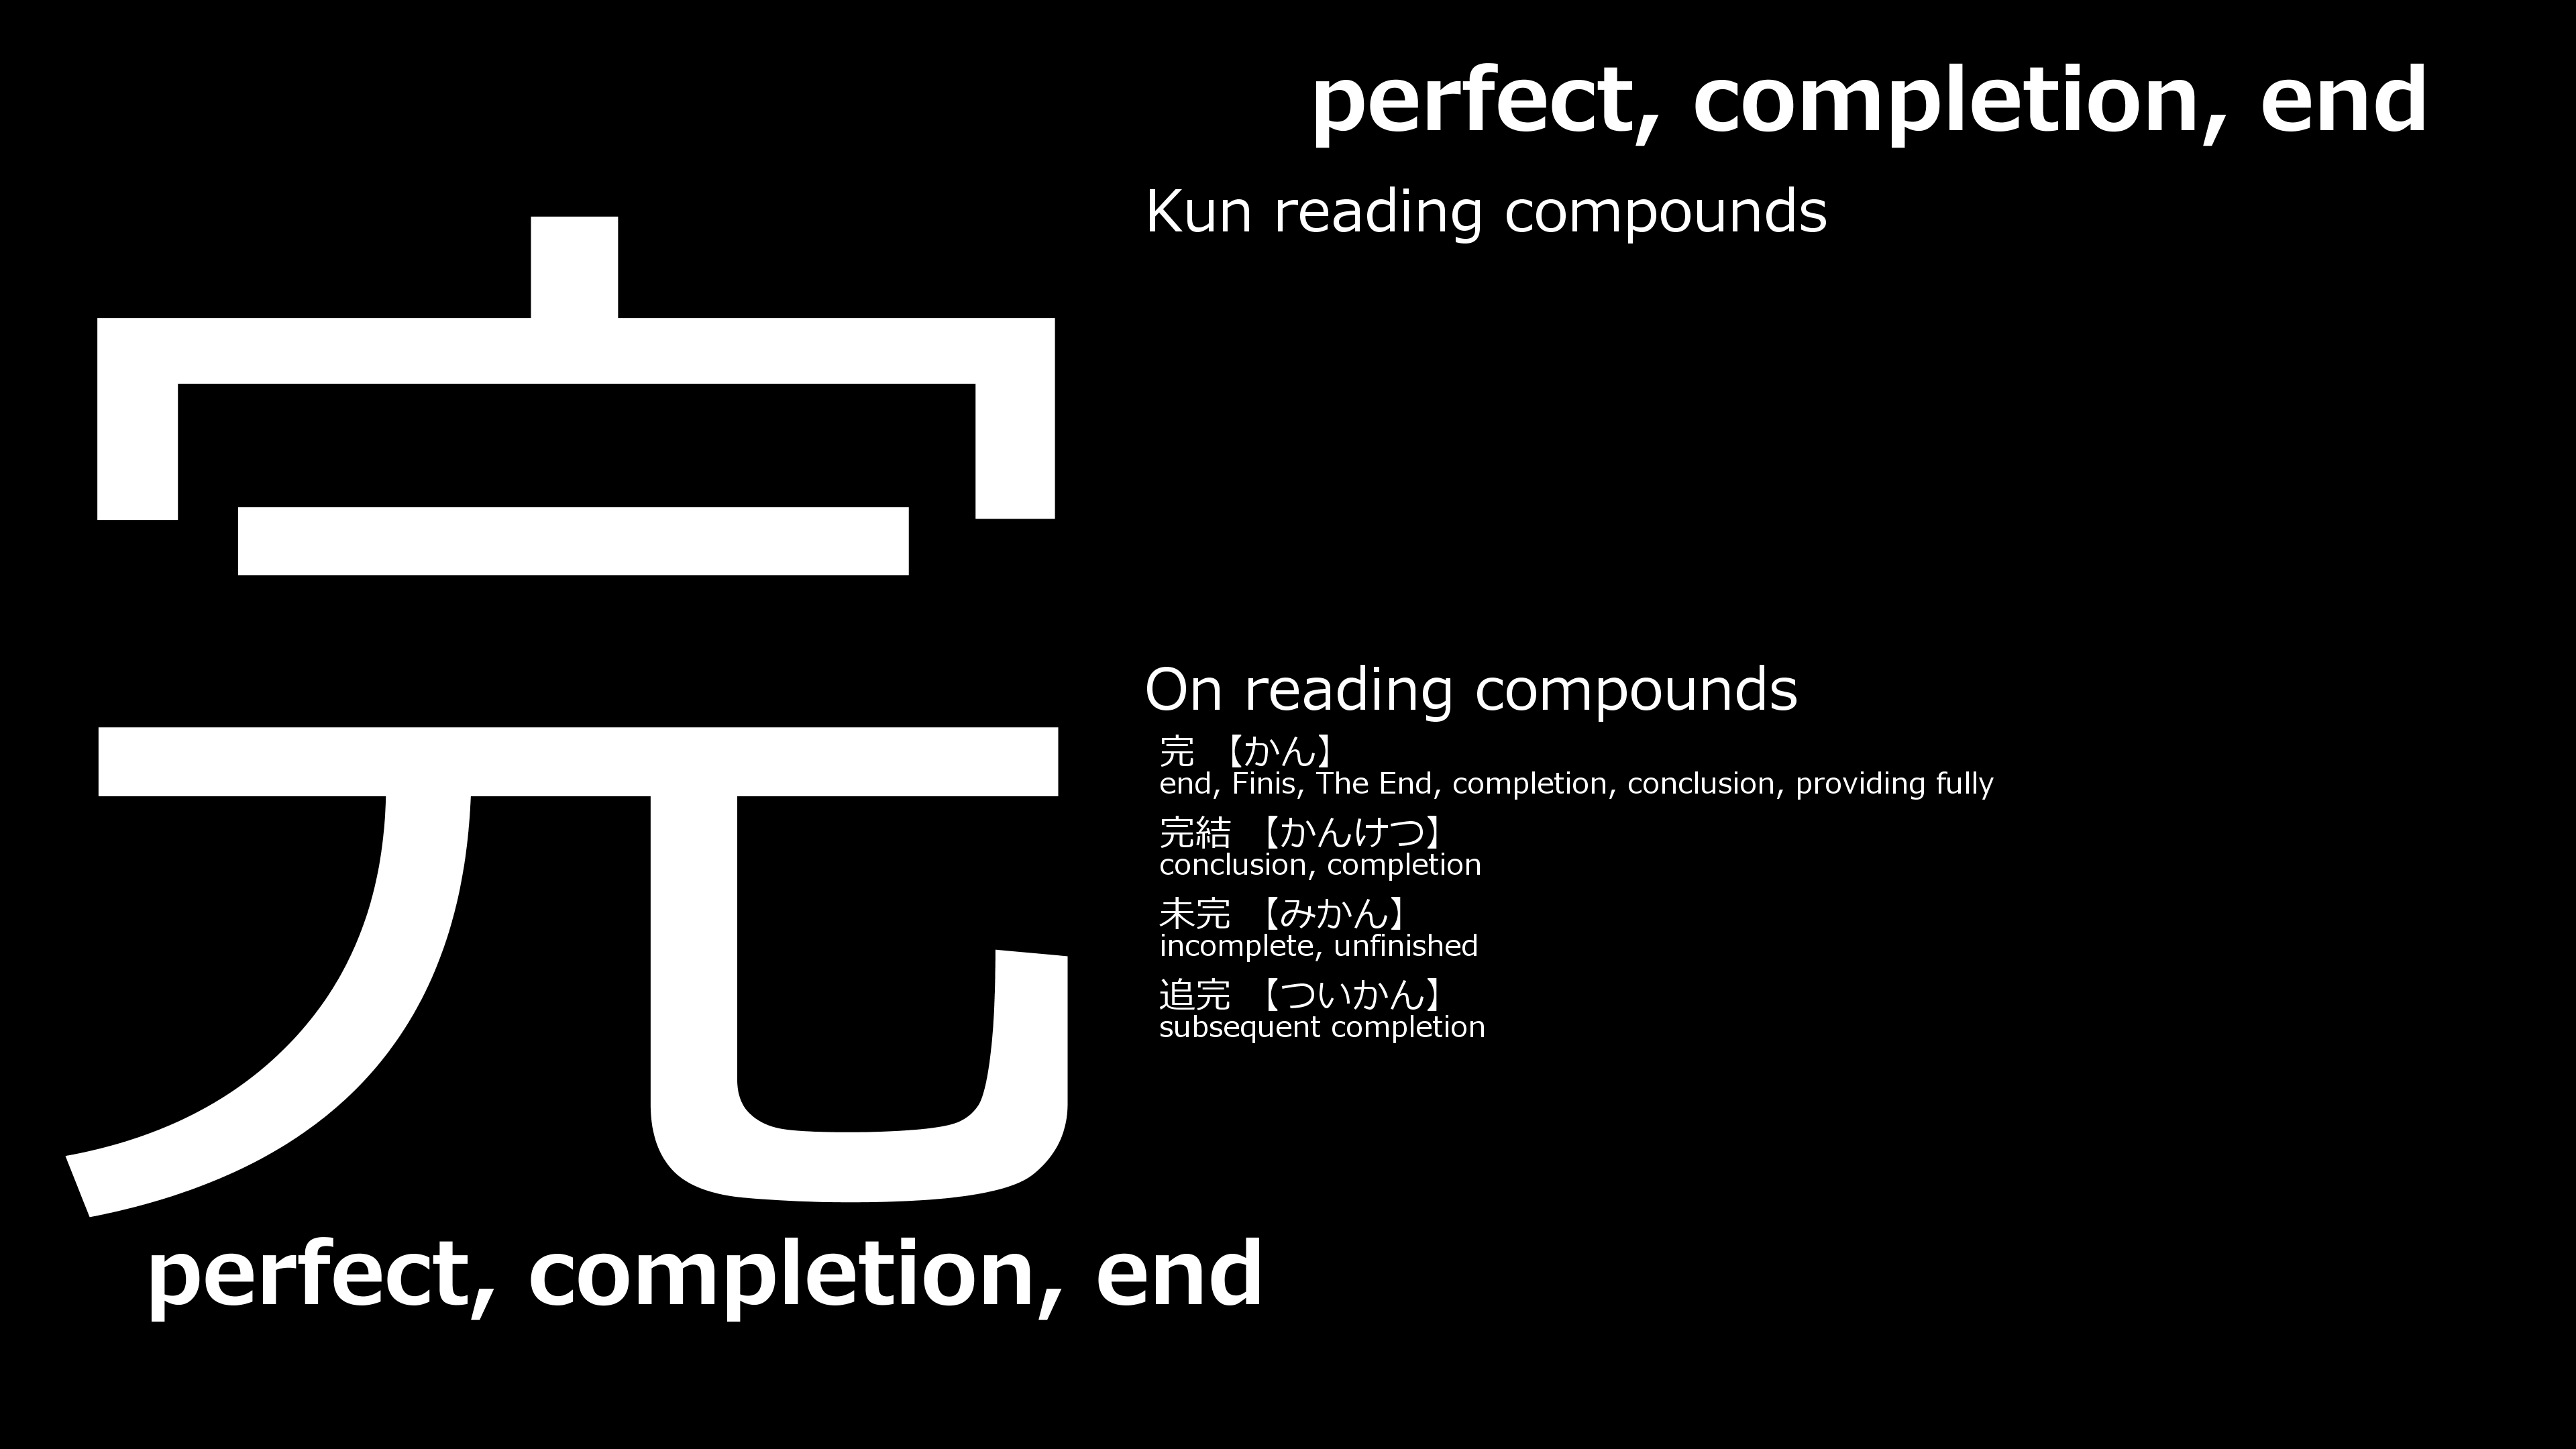 完
perfect, completion, end
perfect, completion, end
Kun reading compounds
On reading compounds
完 【かん】
end, Finis, The End, completion, conclusion, providing fully
完結 【かんけつ】
conclusion, completion
未完 【みかん】
incomplete, unfinished
追完 【ついかん】
subsequent completion